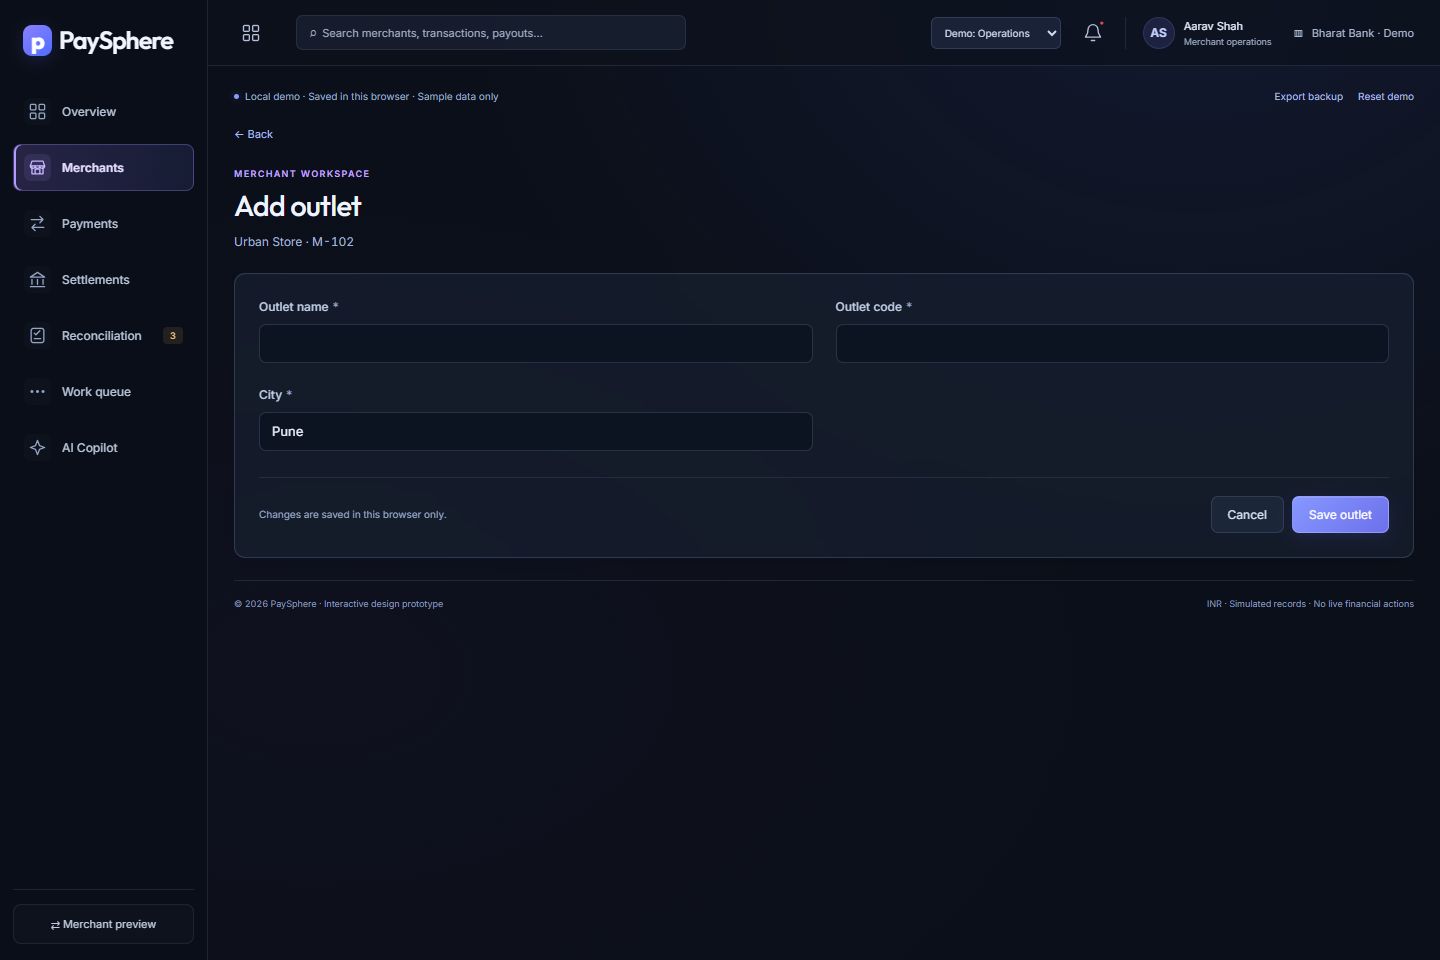 PaySphere
Search merchants, transactions, payouts...
Demo: Operations
AS
Aarav Shah
Merchant operations
Bharat Bank · Demo
Overview
Merchants
Payments
Settlements
Reconciliation 3
Work queue
AI Copilot
⇄ Merchant preview
Local demo · Saved in this browser · Sample data only
Export backup
Reset demo
← Back
MERCHANT WORKSPACE
Add outlet
Urban Store · M-102
Outlet name *
Outlet code *
City *
Pune
Changes are saved in this browser only.
Cancel
Save outlet
© 2026 PaySphere · Interactive design prototype
INR · Simulated records · No live financial actions